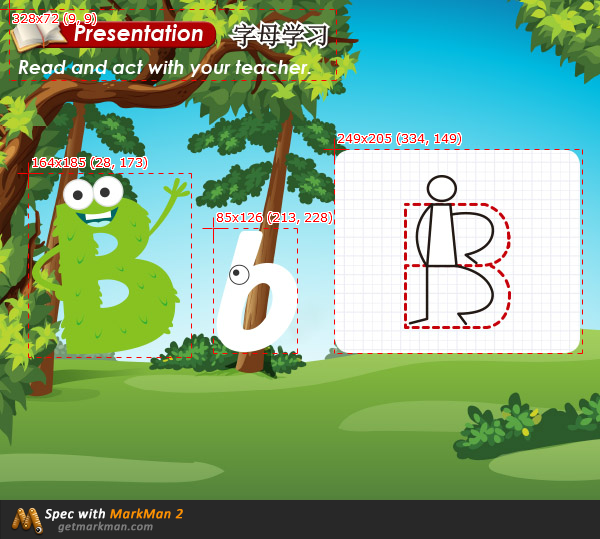 328x72 (9, 9)
Presentation 字母学习
Read and act with your teacher.
249x205 (334, 149)
164x185 (28, 173)
85x126 (213, 228)
B
b
B
Spec with MarkMan 2
getmarkman.com